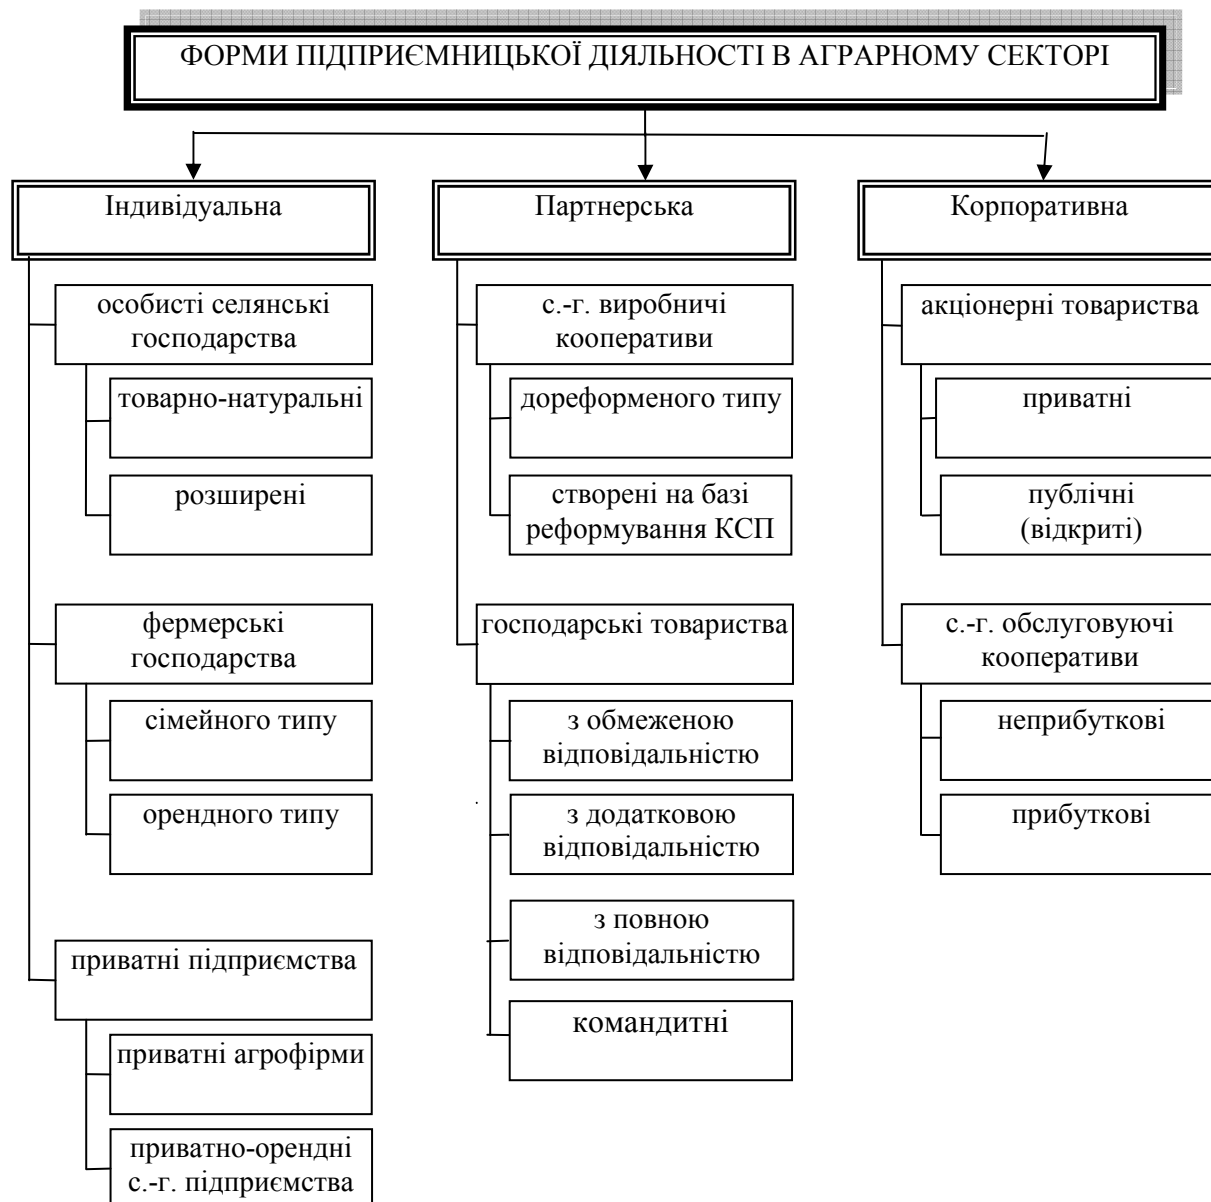 ФОРМИ ПІДПРИЄМНИЦЬКОЇ ДІЯЛЬНОСТІ В АГРАРНОМУ СЕКТОРІ
Індивідуальна
особисті селянські
господарства
товарно-натуральні
розширені
фермерські
господарства
сімейного типу
орендного типу
приватні підприємства
приватні агрофірми
приватно-орендні
с.-г. підприємства
Партнерська
с.-г. виробничі
кооперативи
дореформеного типу
створені на базі
реформування КСП
господарські товариства
з обмеженою
відповідальністю
з додатковою
відповідальністю
з повною
відповідальністю
командитні
Корпоративна
акціонерні товариства
приватні
публічні
(відкриті)
с.-г. обслуговуючі
кооперативи
неприбуткові
прибуткові